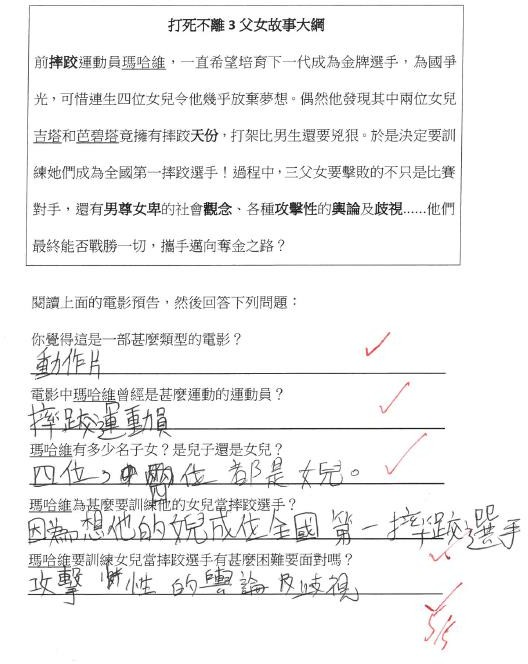 打死不離 3 父女故事大綱
前摔跤運動員瑪哈維，一直希望培育下一代成為金牌選手，為國爭
光，可惜連生四位女兒令他幾乎放棄夢想。偶然他發現其中兩位女兒
吉塔和芭碧塔竟擁有摔跤天份，打架比男生還要兇狠。於是決定要訓
練她們成為全國第一摔跤選手！過程中，三父女要擊敗的不只是比賽
對手，還有男尊女卑的社會觀念、各種攻擊性的輿論及歧視......他們
最終能否戰勝一切，攜手邁向奪金之路？
閱讀上面的電影預告，然後回答下列問題：
你覺得這是一部甚麼類型的電影？
動作片
電影中瑪哈維曾經是甚麼運動的運動員？
摔跤運動員
瑪哈維有多少名子女？是兒子還是女兒？
四位，四位都是女兒。
瑪哈維為甚麼要訓練他的女兒當摔跤選手？
因為想他的女兒成位全國第一摔跤選手
瑪哈維要訓練女兒當摔跤選手有甚麼困難要面對嗎？
攻擊性的輿論及歧視
5/5